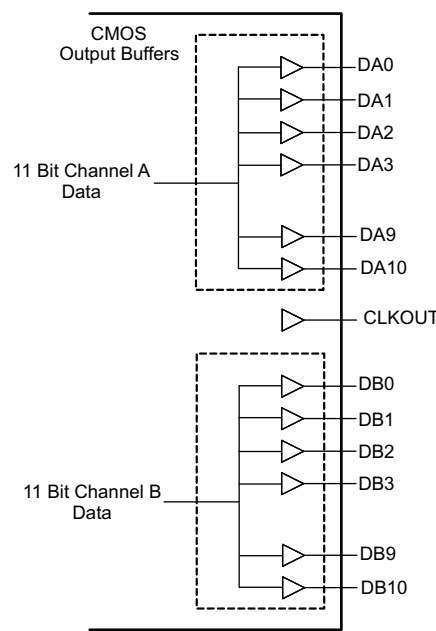 CMOS
Output Buffers
DA0
DA1
DA2
DA3
11 Bit Channel A
Data
DA9
DA10
CLKOUT
DB0
DB1
DB2
DB3
11 Bit Channel B
Data
DB9
DB10